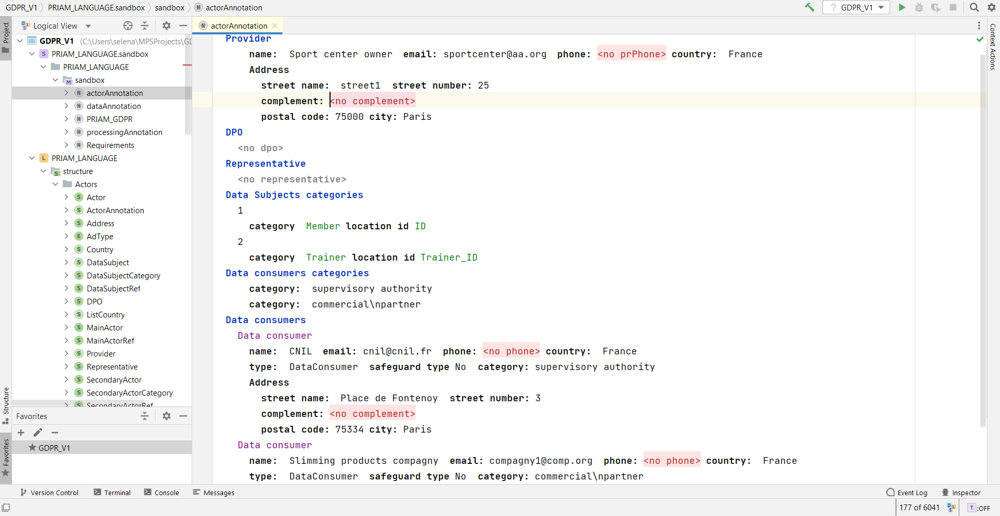 GDPR_V1 PRIAM_LANGUAGE.sandbox sandbox N actorAnnotation ? GDPR_V1
Project
Logical View
N actorAnnotation
Context Actions
GDPR_V1 (C:\Users\selena\MPSProjects\GD
S PRIAM_LANGUAGE.sandbox
PRIAM_LANGUAGE
M sandbox
N actorAnnotation
N dataAnnotation
N PRIAM_GDPR
N processingAnnotation
N Requirements
L PRIAM_LANGUAGE
S structure
Actors
S Actor
S ActorAnnotation
S Address
E AdType
S Country
S DataSubject
S DataSubjectCategory
S DataSubjectRef
S DPO
S ListCountry
S MainActor
S MainActorRef
S Provider
S Representative
S SecondaryActor
S SecondaryActorCategory
S SecondaryActorRef
Structure
Favorites
Favorites
GDPR_V1
Provider
name: Sport center owner email: sportcenter@aa.org phone: <no prPhone> country: France
Address
street name: street1 street number: 25
complement: <no complement>
postal code: 75000 city: Paris
DPO
<no dpo>
Representative
<no representative>
Data Subjects categories
1
category Member location id ID
2
category Trainer location id Trainer_ID
Data consumers categories
category: supervisory authority
category: commercial\npartner
Data consumers
Data consumer
name: CNIL email: cnil@cnil.fr phone: <no phone> country: France
type: DataConsumer safeguard type No category: supervisory authority
Address
street name: Place de Fontenoy street number: 3
complement: <no complement>
postal code: 75334 city: Paris
Data consumer
name: Slimming products compagny email: compagny1@comp.org phone: <no phone> country: France
type: DataConsumer safeguard type No category: commercial\npartner
Version Control Terminal Console Messages Event Log Inspector
177 of 6041 T :OFF